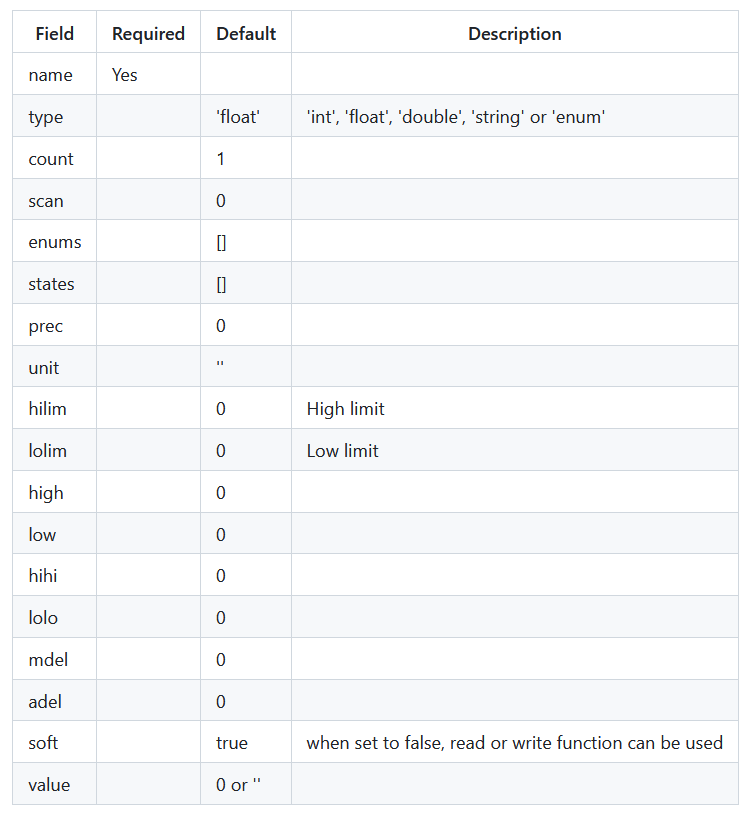 Field Required Default Description
name Yes
type 'float' 'int', 'float', 'double', 'string' or 'enum'
count 1
scan 0
enums []
states []
prec 0
unit ''
hilim 0 High limit
lolim 0 Low limit
high 0
low 0
hihi 0
lolo 0
mdel 0
adel 0
soft true when set to false, read or write function can be used
value 0 or ''